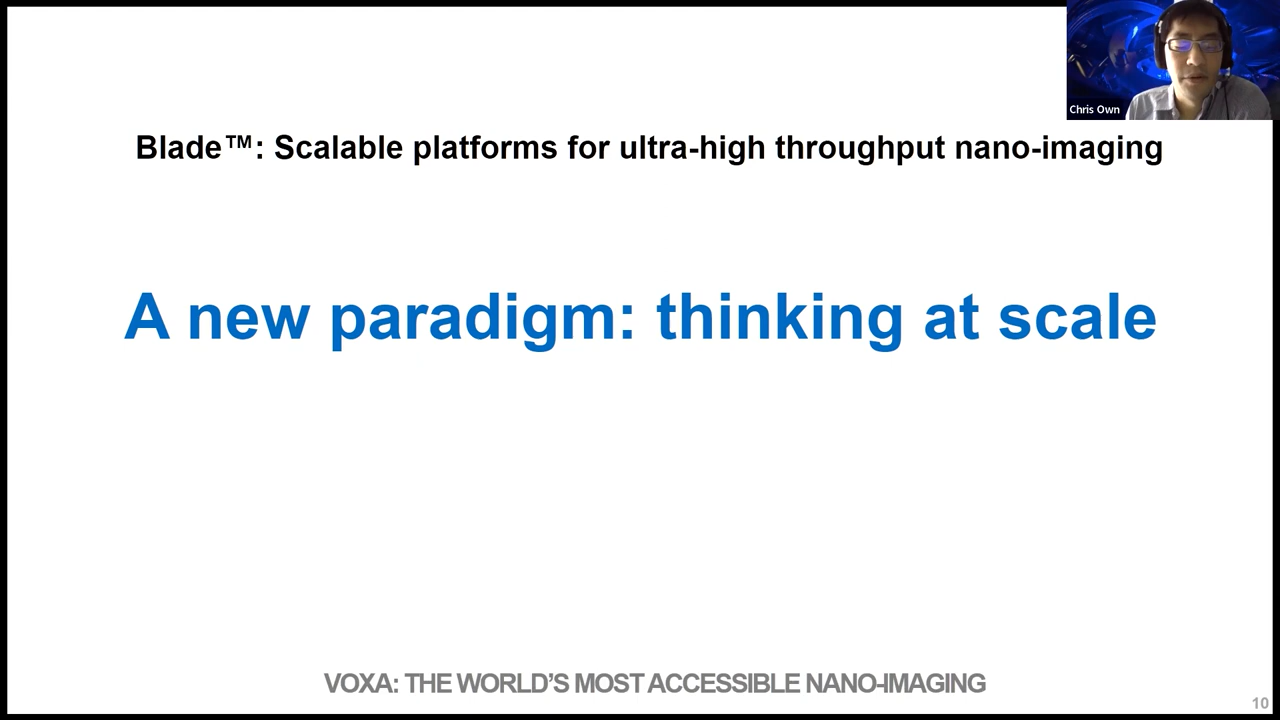 Chris Own
Blade™: Scalable platforms for ultra-high throughput nano-imaging
A new paradigm: thinking at scale
VOXA: THE WORLD’S MOST ACCESSIBLE NANO-IMAGING
10